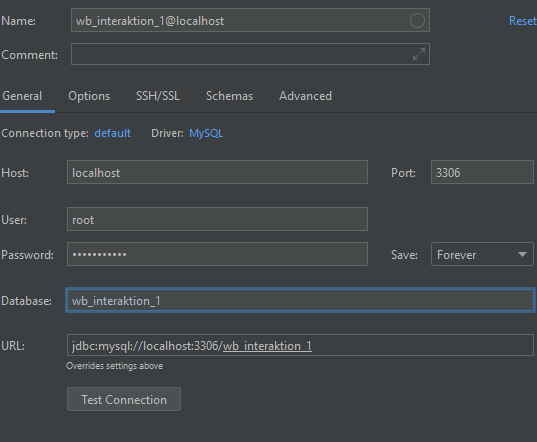 Name: wb_interaktion_1@localhost Reset
Comment:
General Options SSH/SSL Schemas Advanced
Connection type: default Driver: MySQL
Host: localhost Port: 3306
User: root
Password: ••••••••••• Save: Forever
Database: wb_interaktion_1
URL: jdbc:mysql://localhost:3306/wb_interaktion_1
Overrides settings above
Test Connection